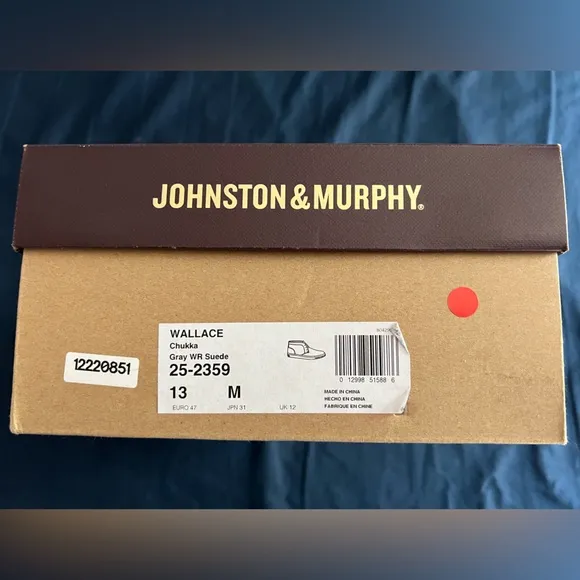 JOHNSTON & MURPHY®
WALLACE
Chukka
Gray WR Suede
25-2359
13 M
EURO 47 JPN 31 UK 12
0 12998 51588 6
MADE IN CHINA
HECHO EN CHINA
FABRIQUE EN CHINE
12220851